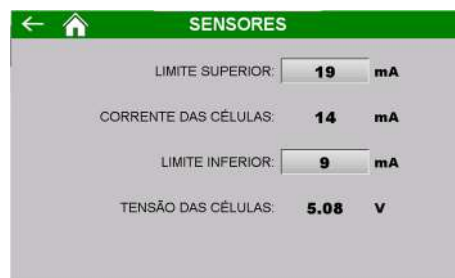 SENSORES
LIMITE SUPERIOR: 19 mA
CORRENTE DAS CÉLULAS: 14 mA
LIMITE INFERIOR: 9 mA
TENSÃO DAS CÉLULAS: 5.08 V